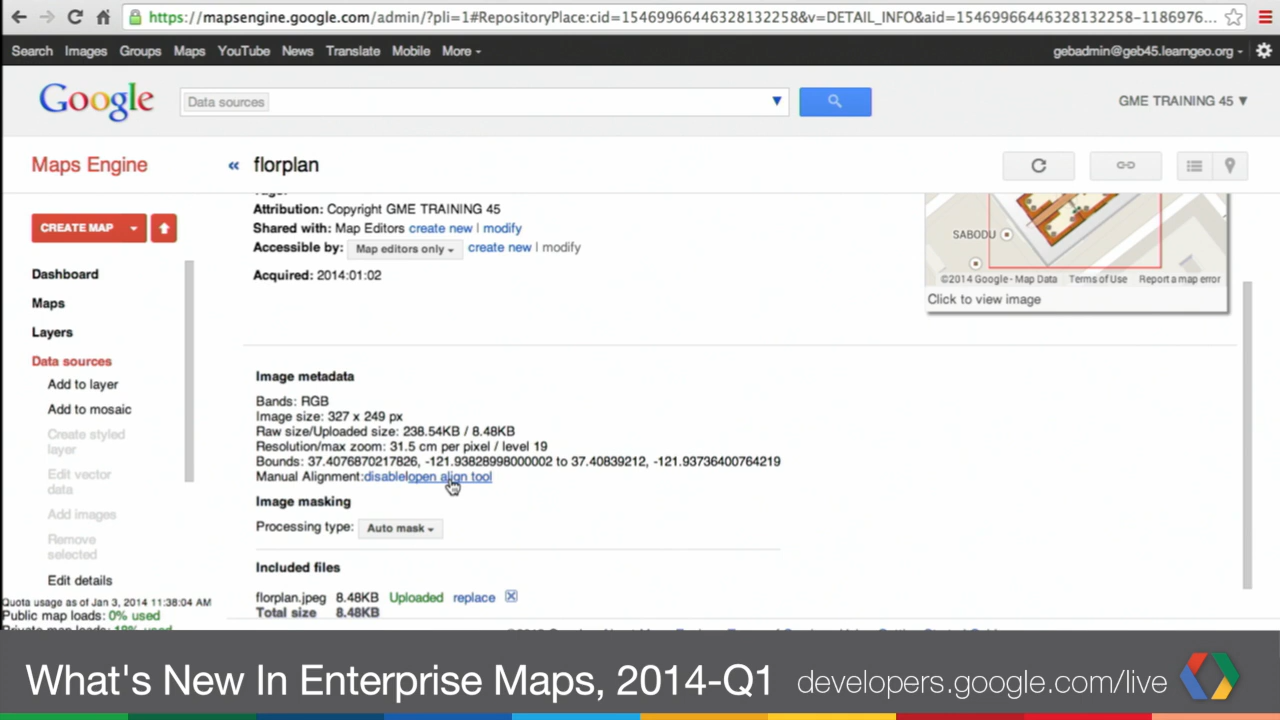 https://mapsengine.google.com/admin/?pli=1#RepositoryPlace:cid=15469966446328132258&v=DETAIL_INFO&aid=15469966446328132258-1186976...
Search Images Groups Maps YouTube News Translate Mobile More gebadmin@geb45.learngeo.org
Google Data sources GME TRAINING 45
Maps Engine « florplan
CREATE MAP
Dashboard
Maps
Layers
Data sources
Add to layer
Add to mosaic
Create styled
layer
Edit vector
data
Add images
Remove
selected
Edit details
Quota usage as of Jan 3, 2014 11:38:04 AM
Public map loads: 0% used
Private map loads: 18% used
Attribution: Copyright GME TRAINING 45
Shared with: Map Editors create new | modify
Accessible by: Map editors only create new | modify
Acquired: 2014:01:02
SABODU
©2014 Google - Map Data Terms of Use Report a map error
Click to view image
Image metadata
Bands: RGB
Image size: 327 x 249 px
Raw size/Uploaded size: 238.54KB / 8.48KB
Resolution/max zoom: 31.5 cm per pixel / level 19
Bounds: 37.4076870217826, -121.93828998000002 to 37.40839212, -121.93736400764219
Manual Alignment:disable|open align tool
Image masking
Processing type: Auto mask
Included files
florplan.jpeg 8.48KB Uploaded replace
Total size 8.48KB
What's New In Enterprise Maps, 2014-Q1 developers.google.com/live